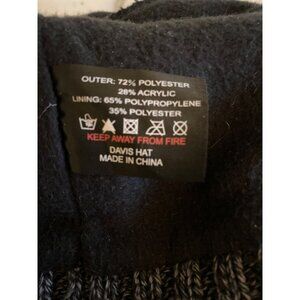 OUTER: 72% POLYESTER
28% ACRYLIC
LINING: 65% POLYPROPYLENE
35% POLYESTER
KEEP AWAY FROM FIRE
DAVIS HAT
MADE IN CHINA